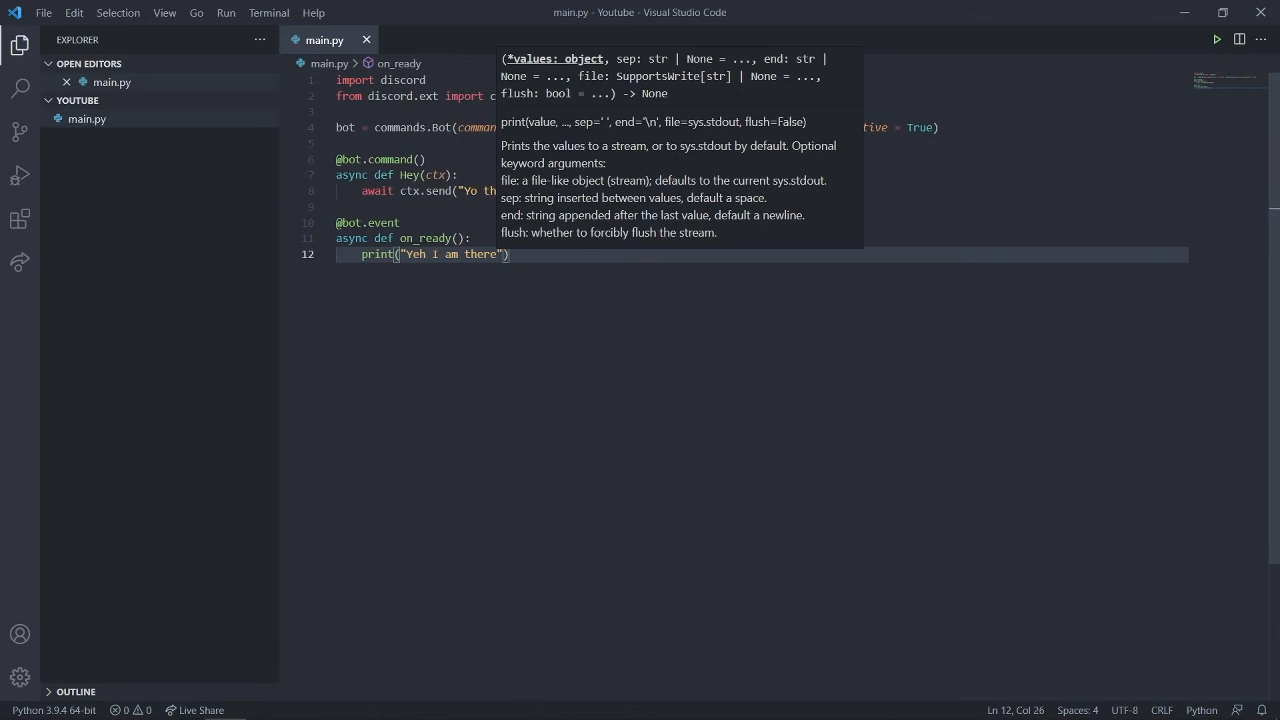 File Edit Selection View Go Run Terminal Help
main.py - Youtube - Visual Studio Code
EXPLORER
OPEN EDITORS
main.py
YOUTUBE
main.py
OUTLINE
main.py
main.py > on_ready
1 import discord
2 from discord.ext import c
3
4 bot = commands.Bot(comman
ive = True)
5
6 @bot.command()
7 async def Hey(ctx):
8 await ctx.send("Yo th
9
10 @bot.event
11 async def on_ready():
12 print("Yeh I am there")
(*values: object, sep: str | None = ..., end: str |
None = ..., file: SupportsWrite[str] | None = ...,
flush: bool = ...) -> None
print(value, ..., sep=' ', end='\n', file=sys.stdout, flush=False)
Prints the values to a stream, or to sys.stdout by default. Optional
keyword arguments:
file: a file-like object (stream); defaults to the current sys.stdout.
sep: string inserted between values, default a space.
end: string appended after the last value, default a newline.
flush: whether to forcibly flush the stream.
Python 3.9.4 64-bit 0 0 Live Share
Ln 12, Col 26 Spaces: 4 UTF-8 CRLF Python